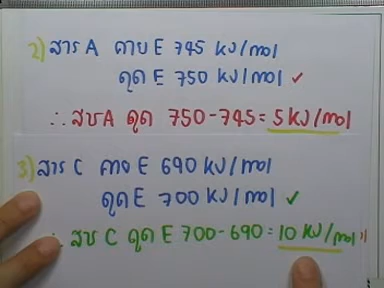 2) สาร A คาย E 745 kJ/mol
ดูด E 750 kJ/mol ✓
∴ สาร A ดูด 750-745 = 5 kJ/mol
3) สาร C คาย E 690 kJ/mol
ดูด E 700 kJ/mol ✓
∴ สาร C ดูด E 700-690 = 10 kJ/mol